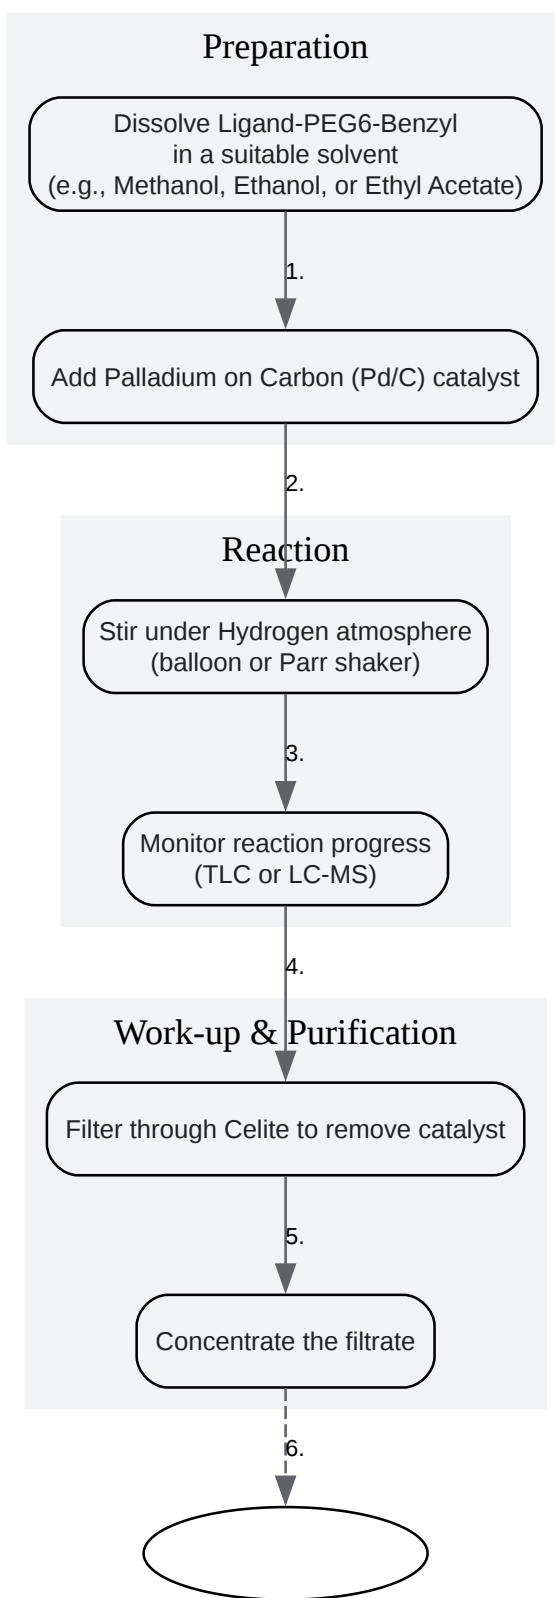 Preparation
Dissolve Ligand-PEG6-Benzyl
in a suitable solvent
(e.g., Methanol, Ethanol, or Ethyl Acetate)
1.
Add Palladium on Carbon (Pd/C) catalyst
2.
Reaction
Stir under Hydrogen atmosphere
(balloon or Parr shaker)
3.
Monitor reaction progress
(TLC or LC-MS)
4.
Work-up & Purification
Filter through Celite to remove catalyst
5.
Concentrate the filtrate
6.